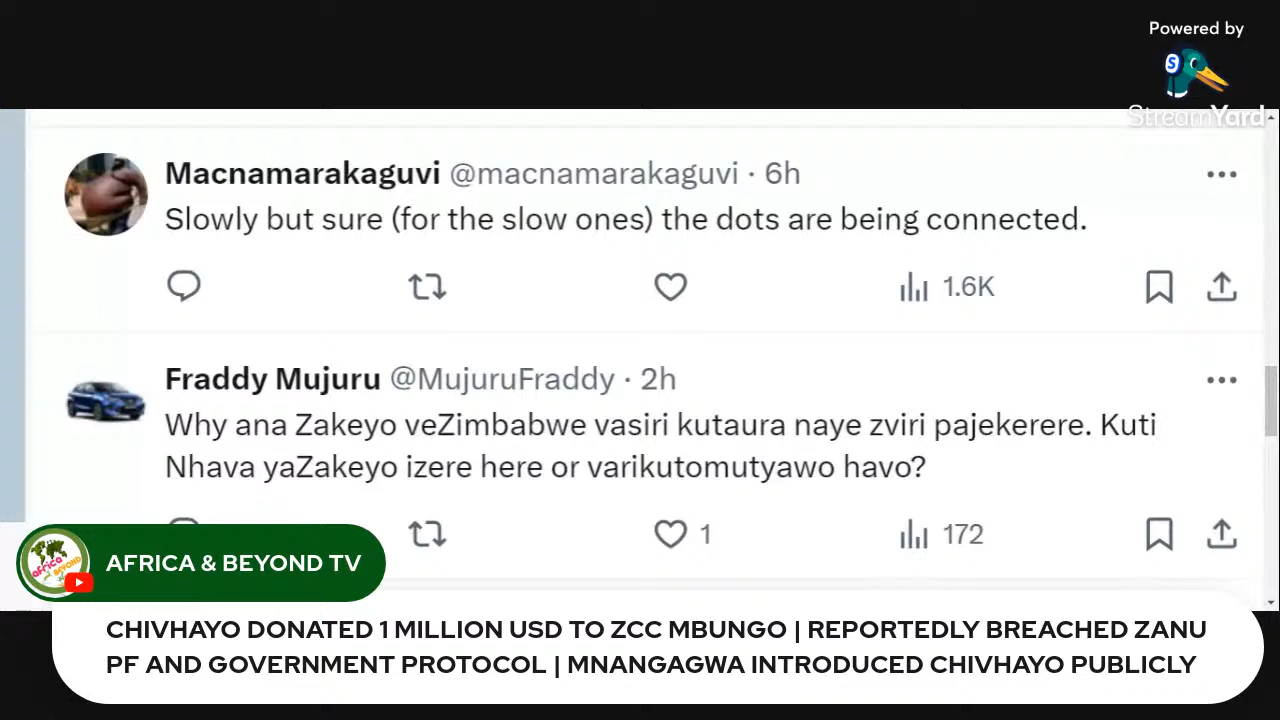 Powered by
StreamYard
Macnamarakaguvi @macnamarakaguvi · 6h
Slowly but sure (for the slow ones) the dots are being connected.
1.6K
Fraddy Mujuru @MujuruFraddy · 2h
Why ana Zakeyo veZimbabwe vasiri kutaura naye zviri pajekerere. Kuti
Nhava yaZakeyo izere here or varikutomutyawo havo?
1
172
africa
BEYOND
AFRICA & BEYOND TV
CHIVHAYO DONATED 1 MILLION USD TO ZCC MBUNGO | REPORTEDLY BREACHED ZANU
PF AND GOVERNMENT PROTOCOL | MNANGAGWA INTRODUCED CHIVHAYO PUBLICLY